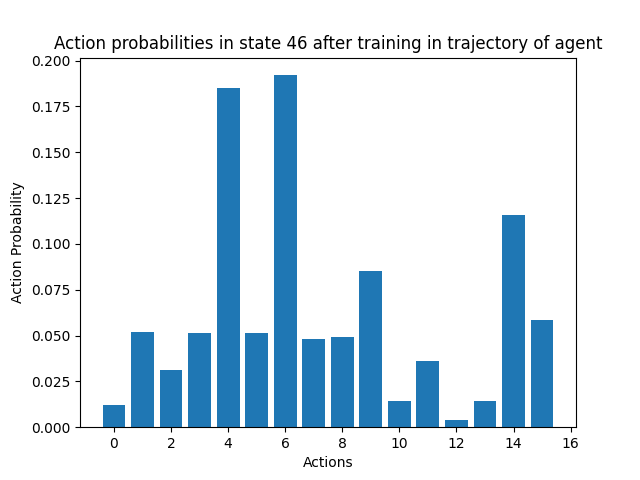 Action probabilities in state 46 after training in trajectory of agent
0.200
0.175
0.150
0.125
0.100
0.075
0.050
0.025
0.000
Action Probability
0 2 4 6 8 10 12 14 16
Actions